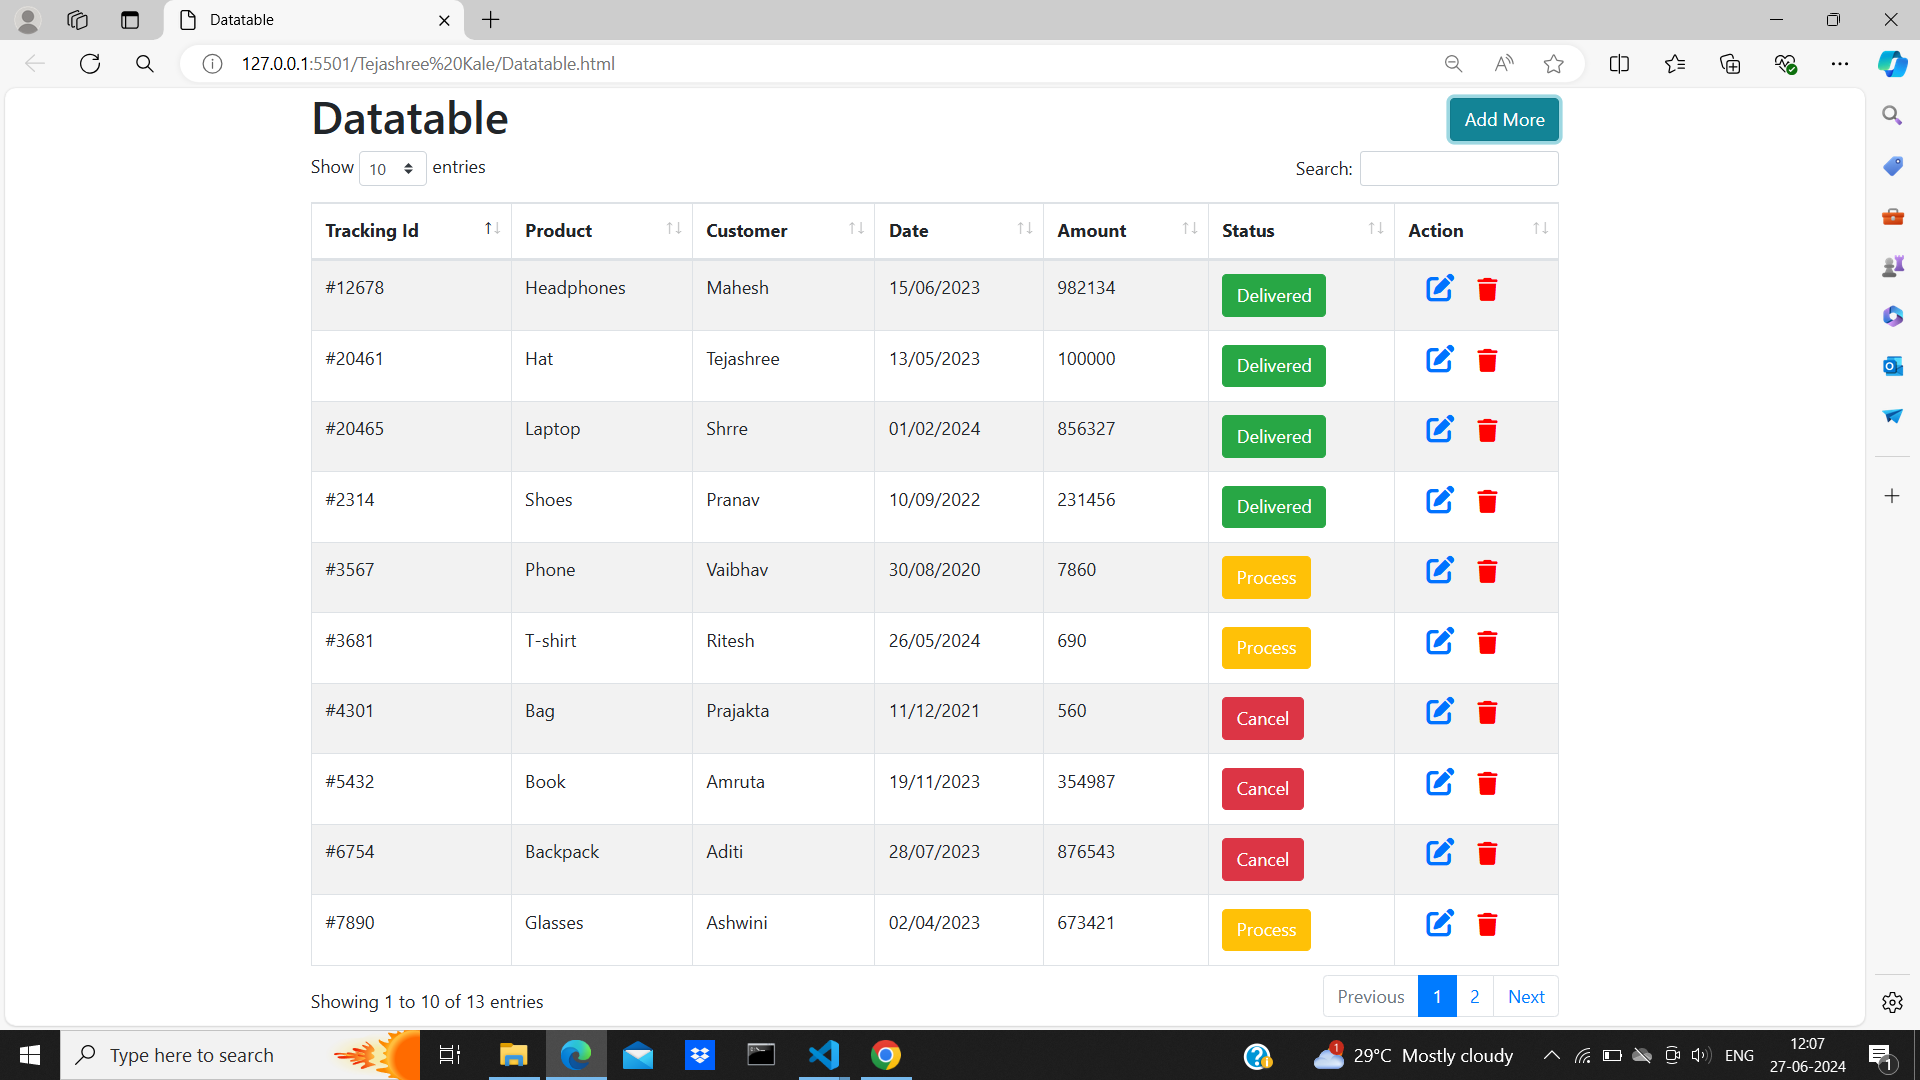 Datatable
127.0.0.1:5501/Tejashree%20Kale/Datatable.html
Datatable
Add More
Show 10 entries
Search:
Tracking Id Product Customer Date Amount Status Action
#12678 Headphones Mahesh 15/06/2023 982134 Delivered
#20461 Hat Tejashree 13/05/2023 100000 Delivered
#20465 Laptop Shrre 01/02/2024 856327 Delivered
#2314 Shoes Pranav 10/09/2022 231456 Delivered
#3567 Phone Vaibhav 30/08/2020 7860 Process
#3681 T-shirt Ritesh 26/05/2024 690 Process
#4301 Bag Prajakta 11/12/2021 560 Cancel
#5432 Book Amruta 19/11/2023 354987 Cancel
#6754 Backpack Aditi 28/07/2023 876543 Cancel
#7890 Glasses Ashwini 02/04/2023 673421 Process
Showing 1 to 10 of 13 entries
Previous 1 2 Next
Type here to search
1
29°C Mostly cloudy
ENG
12:07
27-06-2024
1